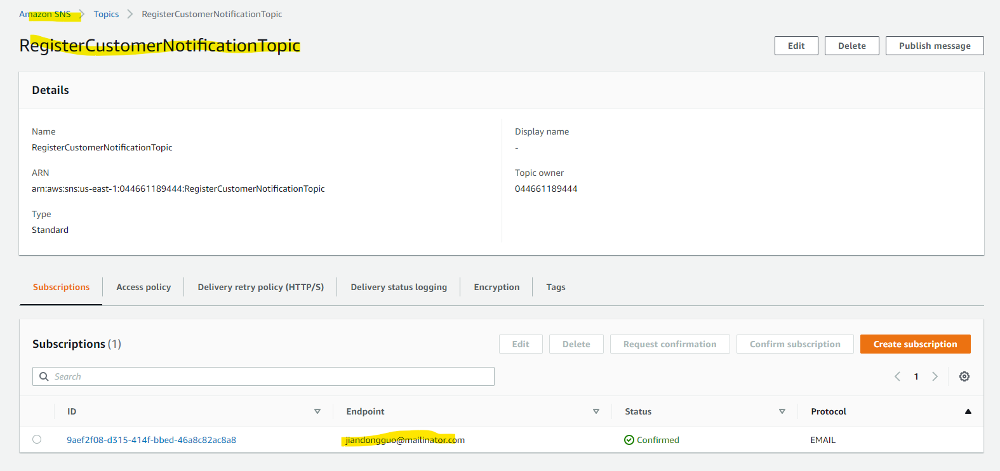 Amazon SNS > Topics > RegisterCustomerNotificationTopic
RegisterCustomerNotificationTopic
Edit Delete Publish message
Details
Name
RegisterCustomerNotificationTopic
ARN
arn:aws:sns:us-east-1:044661189444:RegisterCustomerNotificationTopic
Type
Standard
Display name
-
Topic owner
044661189444
Subscriptions Access policy Delivery retry policy (HTTP/S) Delivery status logging Encryption Tags
Subscriptions (1)
Edit Delete Request confirmation Confirm subscription Create subscription
Search
1
ID Endpoint Status Protocol
9aef2f08-d315-414f-bbed-46a8c82ac8a8 jiandongguo@mailinator.com Confirmed EMAIL